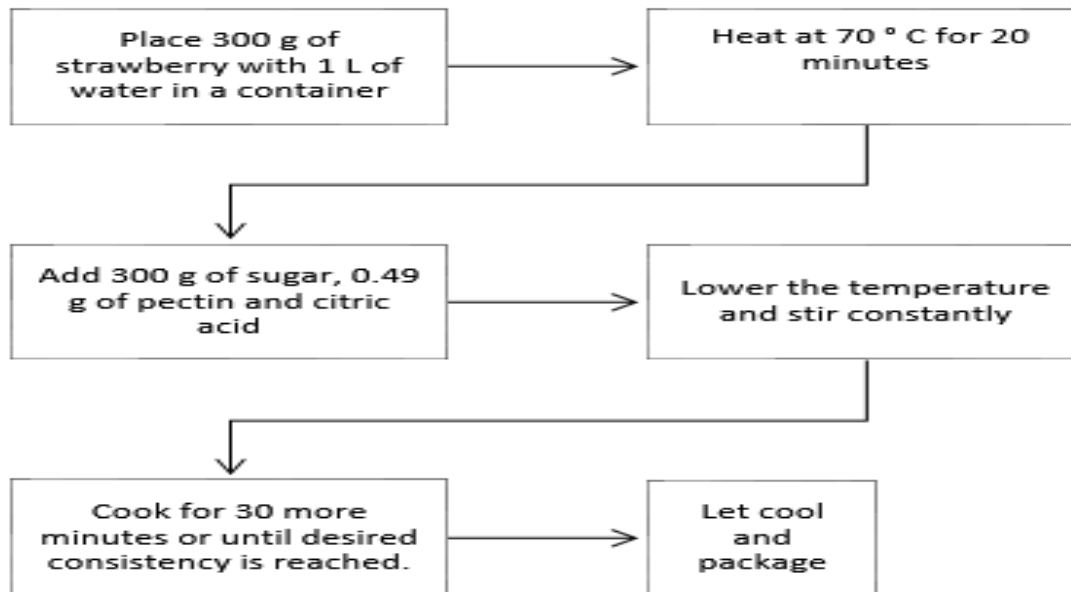 Place 300 g of
strawberry with 1 L of
water in a container
Heat at 70 ° C for 20
minutes
Add 300 g of sugar, 0.49
g of pectin and citric
acid
Lower the temperature
and stir constantly
Cook for 30 more
minutes or until desired
consistency is reached.
Let cool
and
package